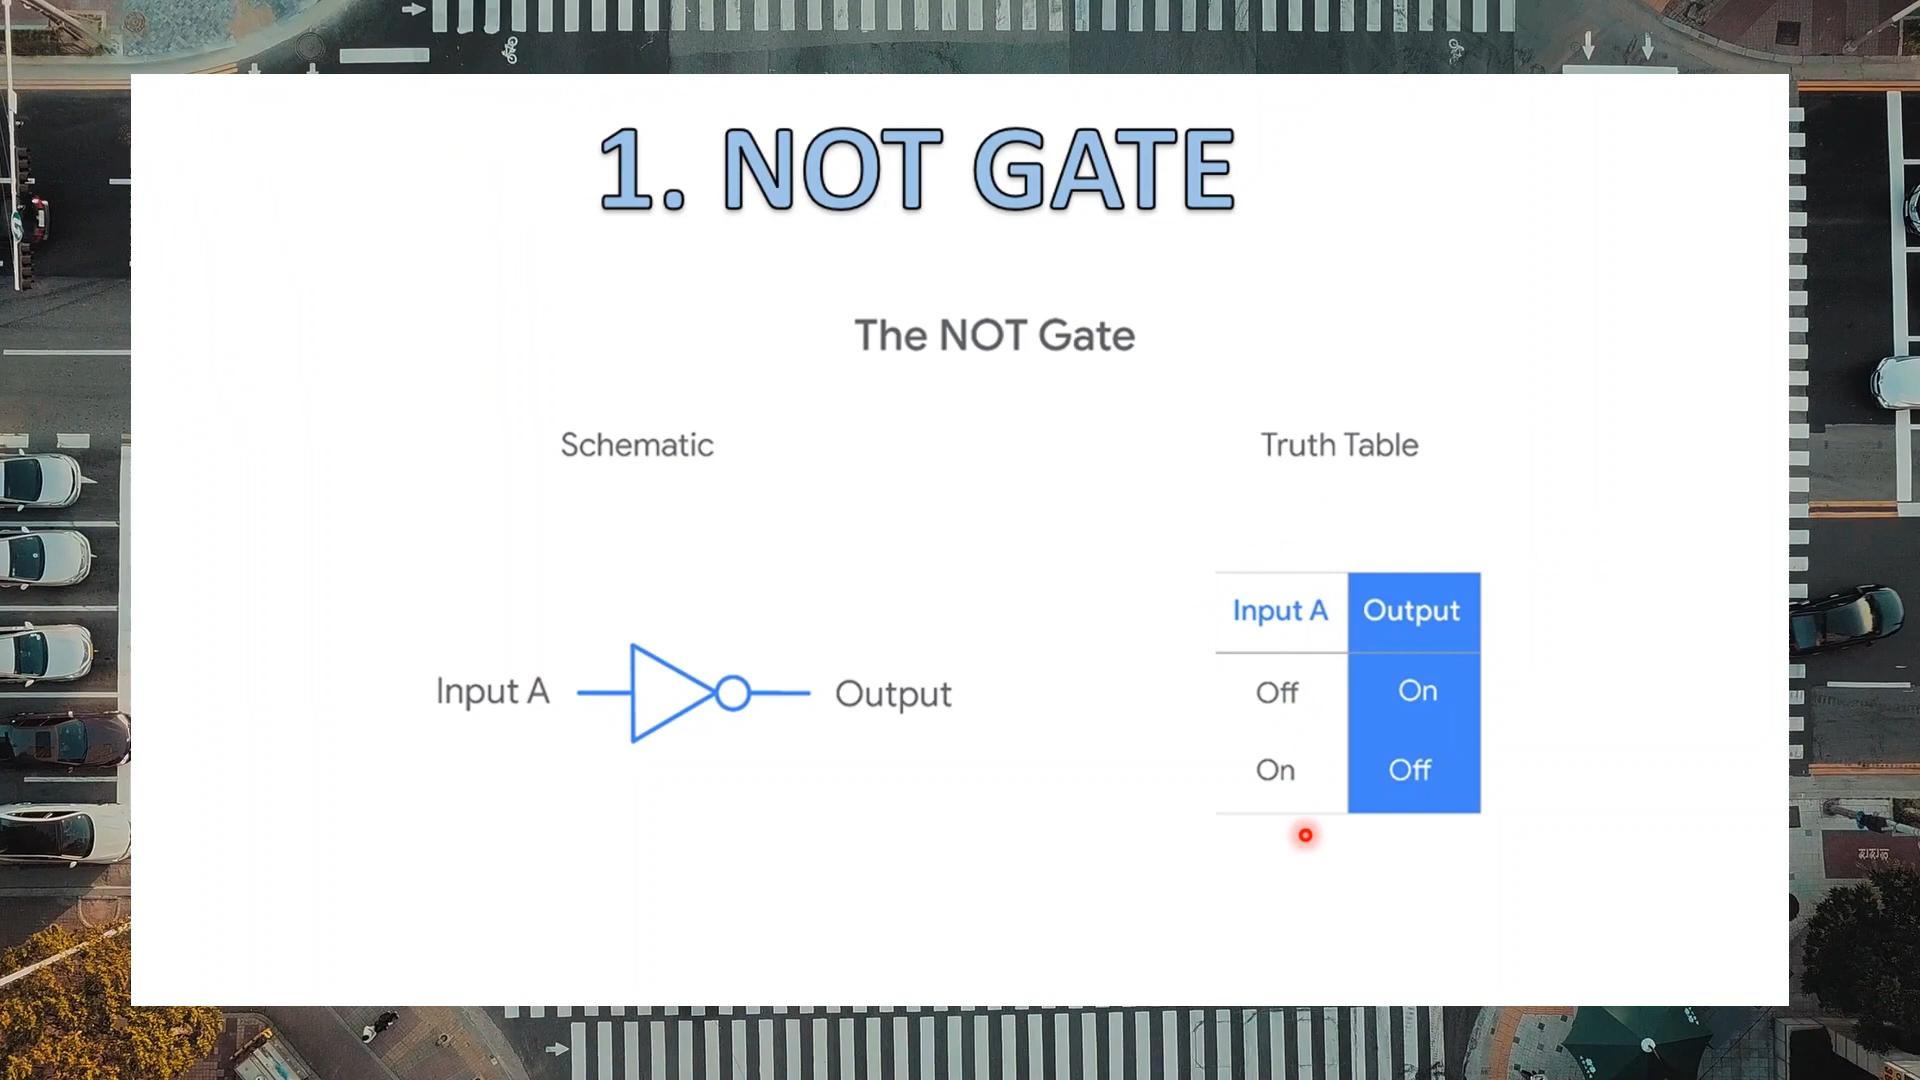 1. NOT GATE
The NOT Gate
Schematic
Truth Table
Input A
Output
Input A Output
Off On
On Off